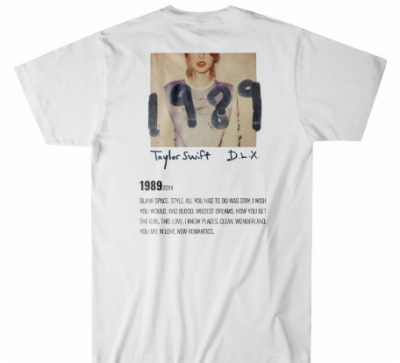 1989
Taylor Swift D.L.X.
1989 2014
BLANK SPACE, STYLE, ALL YOU HAD TO DO WAS STAY, I WISH
YOU WOULD, BAD BLOOD, WILDEST DREAMS, HOW YOU GET
THE GIRL, THIS LOVE, I KNOW PLACES, CLEAN, WONDERLAND,
YOU ARE IN LOVE, NEW ROMANTICS.